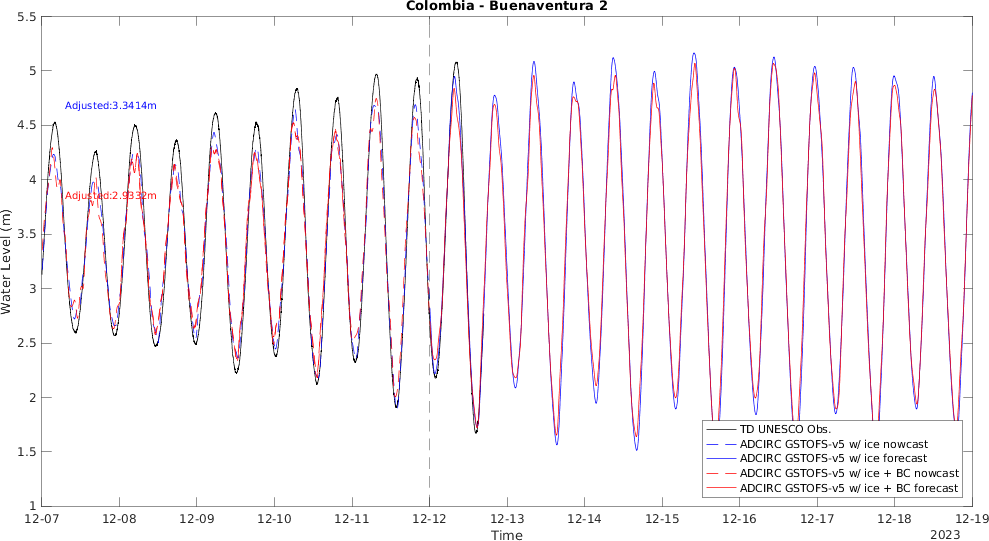 Colombia - Buenaventura 2
5.5
5
4.5
4
3.5
3
2.5
2
1.5
1
Water Level (m)
Adjusted:3.3414m
Adjusted:2.9332m
TD UNESCO Obs.
ADCIRC GSTOFS-v5 w/ ice nowcast
ADCIRC GSTOFS-v5 w/ ice forecast
ADCIRC GSTOFS-v5 w/ ice + BC nowcast
ADCIRC GSTOFS-v5 w/ ice + BC forecast
12-07 12-08 12-09 12-10 12-11 12-12 12-13 12-14 12-15 12-16 12-17 12-18 12-19
Time
2023